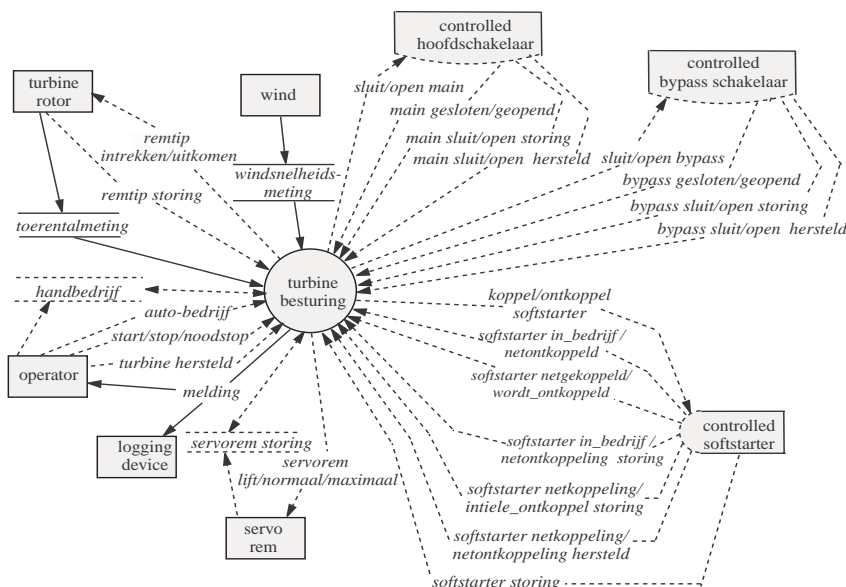 controlled
hoofdschakelaar
controlled
bypass schakelaar
turbine
rotor
wind
sluit/open main
main gesloten/geopend
main sluit/open storing
main sluit/open hersteld
remtip
intrekken/uitkomen
windsnelheids-
meting
remtip storing
sluit/open bypass
bypass gesloten/geopend
bypass sluit/open storing
bypass sluit/open hersteld
toerentalmeting
turbine
besturing
handbedrijf
auto-bedrijf
start/stop/noodstop
turbine hersteld
operator
melding
koppel/ontkoppel
softstarter
softstarter in_bedrijf /
netontkoppeld
softstarter netgekoppeld/
wordt_ontkoppeld
controlled
softstarter
logging
device
servorem storing
servorem
lift/normaal/maximaal
softstarter in_bedrijf /
netontkoppeling storing
softstarter netkoppeling/
intiele_ontkoppel storing
servo
rem
softstarter netkoppeling/
netontkoppeling hersteld
softstarter storing